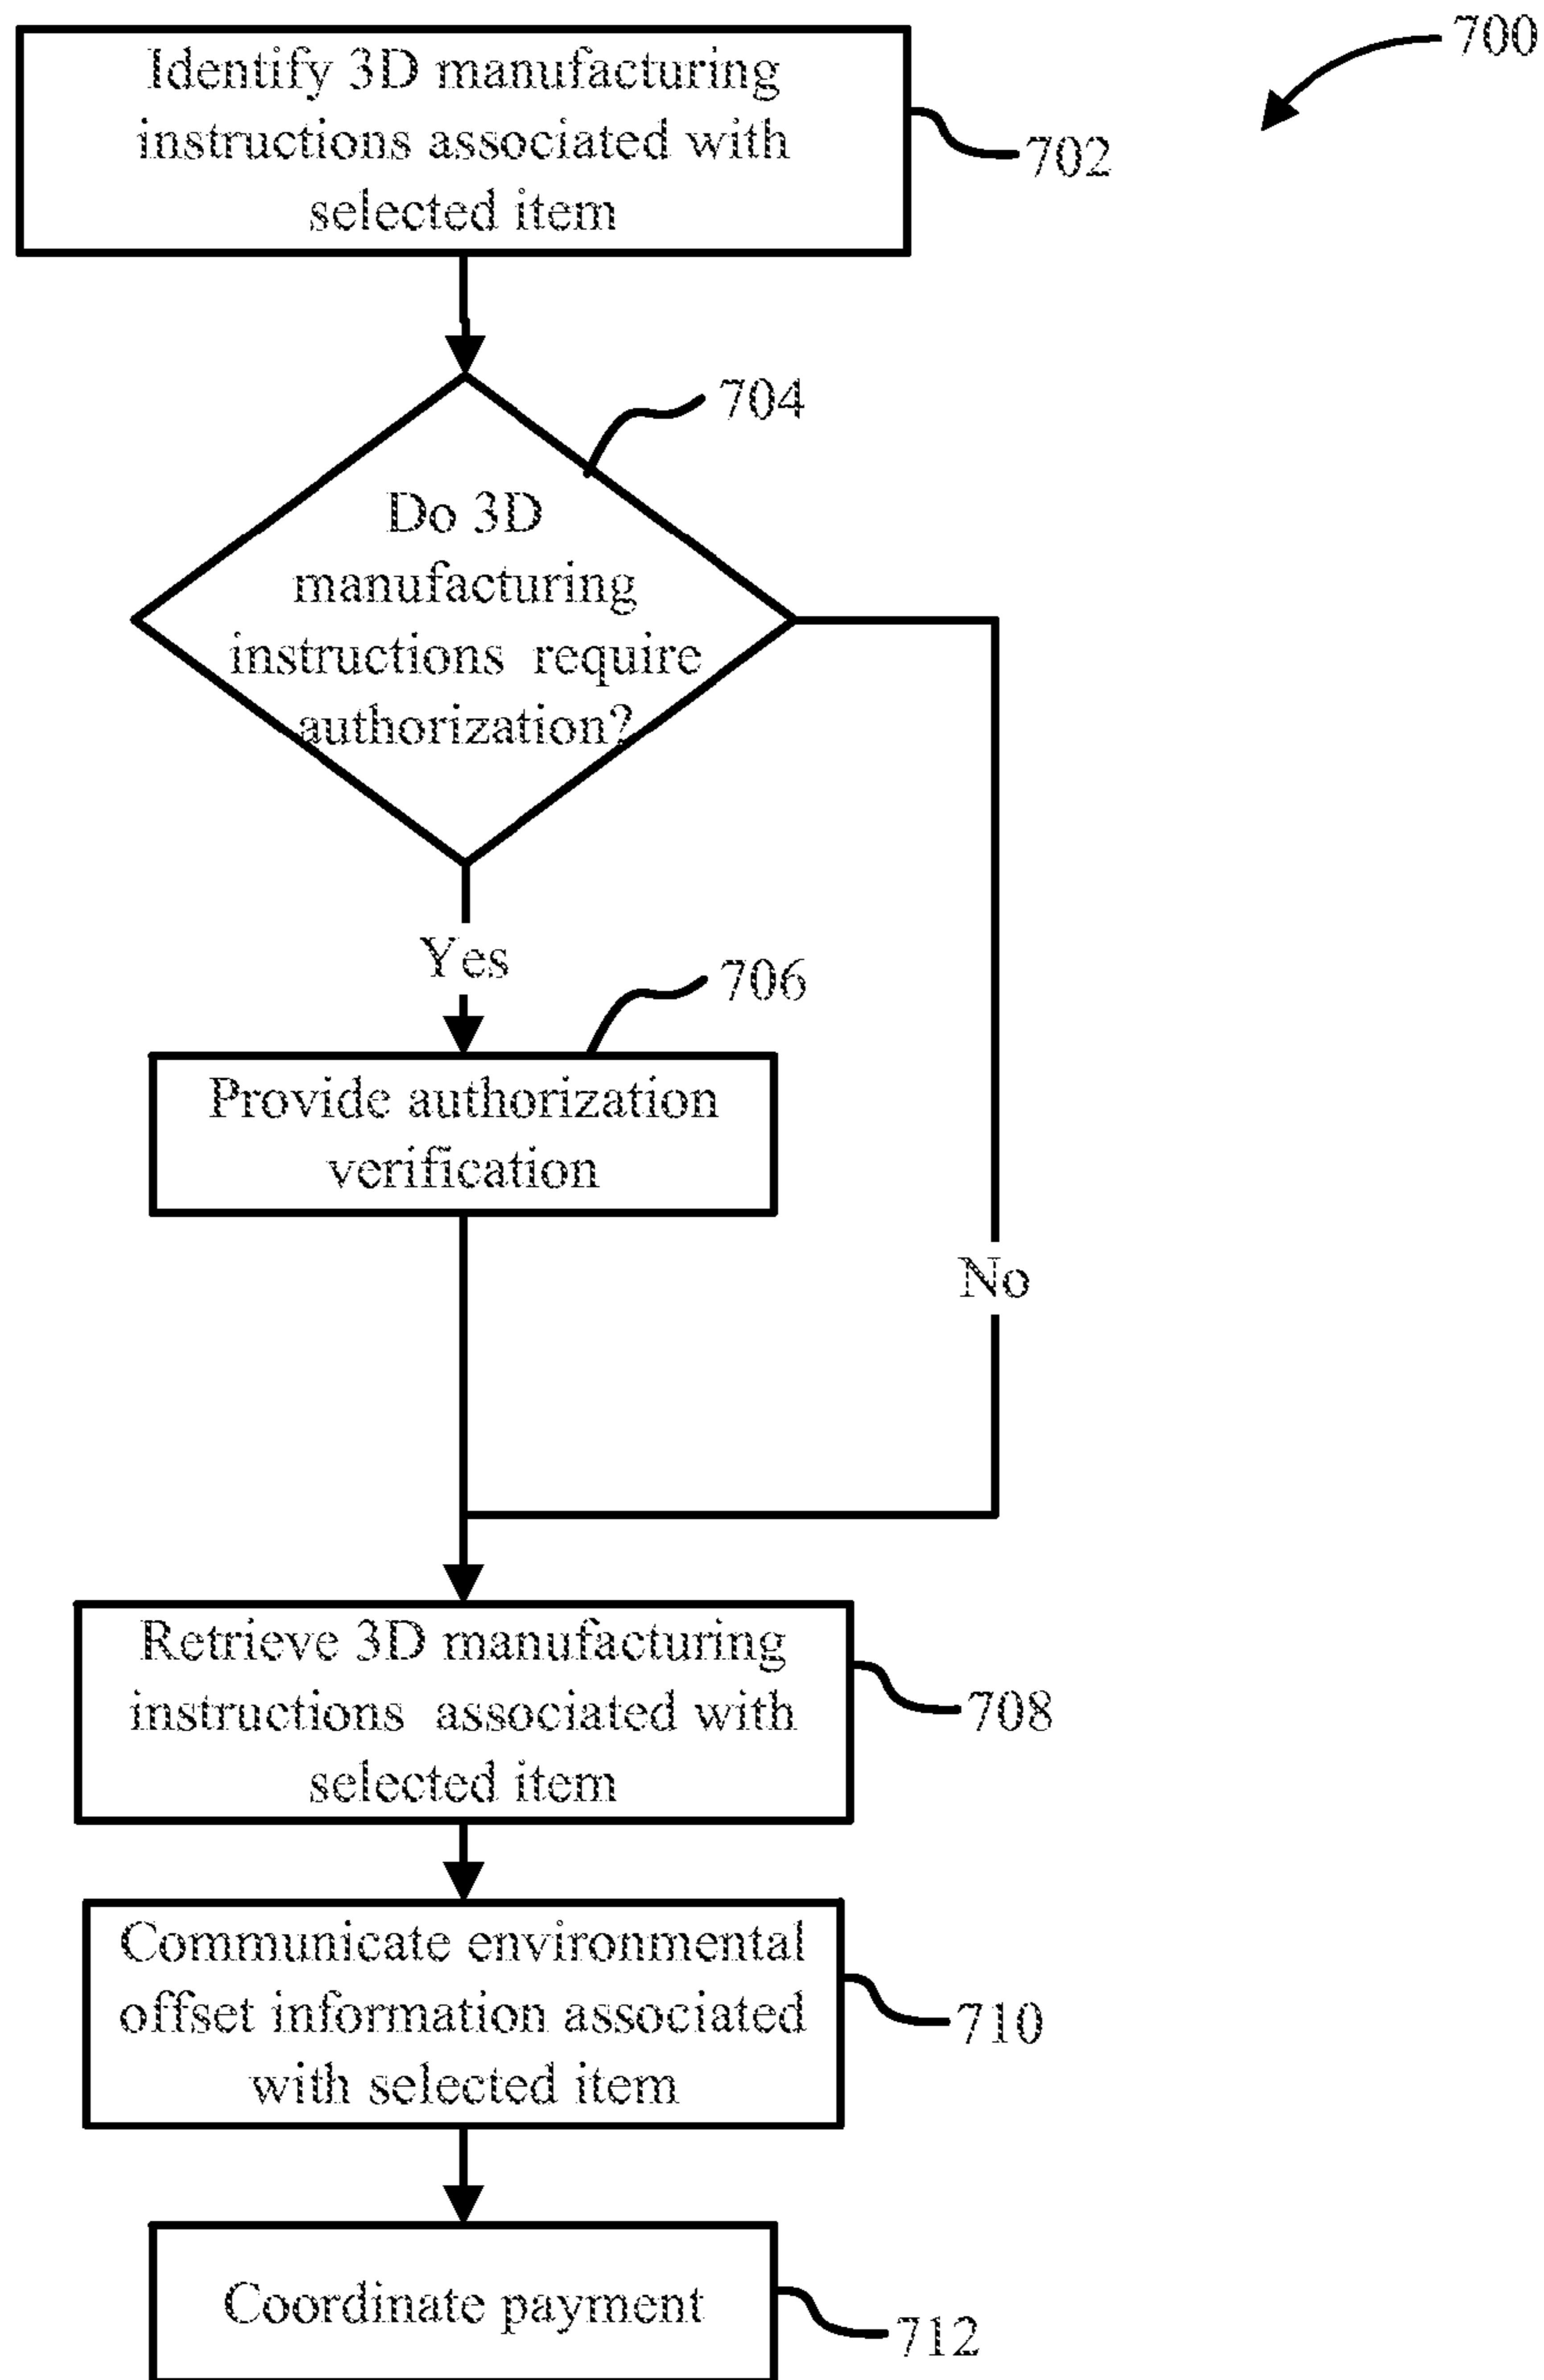 700
Identify 3D manufacturing
instructions associated with
selected item
702
704
Do 3D
manufacturing
instructions require
authorization?
Yes
706
Provide authorization
verification
No
Retrieve 3D manufacturing
instructions associated with
selected item
708
Communicate environmental
offset information associated
with selected item
710
Coordinate payment
712